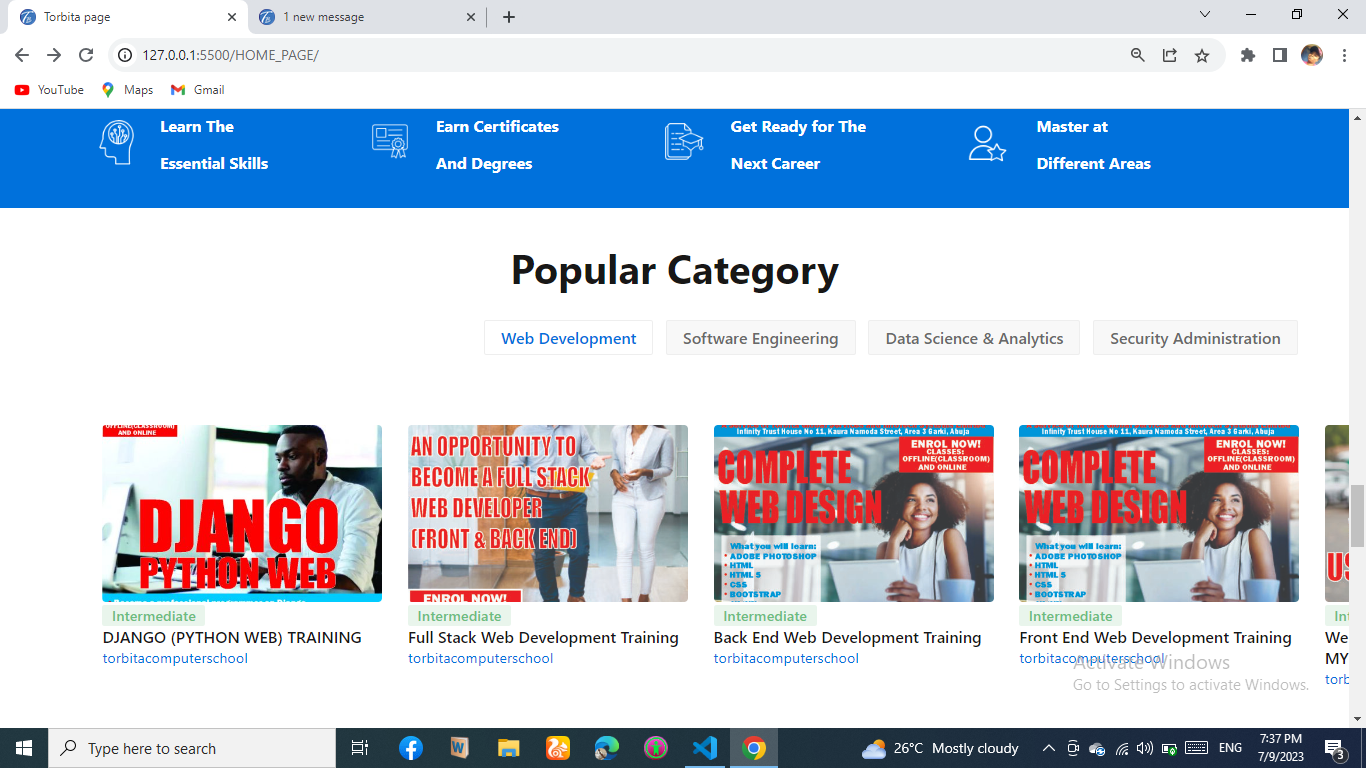 Torbita page
1 new message
127.0.0.1:5500/HOME_PAGE/
YouTube
Maps
Gmail
Learn The
Essential Skills
Earn Certificates
And Degrees
Get Ready for The
Next Career
Master at
Different Areas
Popular Category
Web Development
Software Engineering
Data Science & Analytics
Security Administration
OFFLINE(CLASSROOM)
AND ONLINE
DJANGO
PYTHON WEB
Intermediate
DJANGO (PYTHON WEB) TRAINING
torbitacomputerschool
AN OPPORTUNITY TO
BECOME A FULL STACK
WEB DEVELOPER
(FRONT & BACK END)
ENROL NOW!
Intermediate
Full Stack Web Development Training
torbitacomputerschool
Infinity Trust House No 11, Kaura Namoda Street, Area 3 Garki, Abuja
ENROL NOW!
CLASSES:
OFFLINE(CLASSROOM)
AND ONLINE
COMPLETE
WEB DESIGN
What you will learn:
• ADOBE PHOTOSHOP
• HTML
• HTML 5
• CSS
• BOOTSTRAP
Intermediate
Back End Web Development Training
torbitacomputerschool
Infinity Trust House No 11, Kaura Namoda Street, Area 3 Garki, Abuja
ENROL NOW!
CLASSES:
OFFLINE(CLASSROOM)
AND ONLINE
COMPLETE
WEB DESIGN
What you will learn:
• ADOBE PHOTOSHOP
• HTML
• HTML 5
• CSS
• BOOTSTRAP
Intermediate
Front End Web Development Training
torbitacomputerschool
US
Int
We
MY
torb
Activate Windows
Go to Settings to activate Windows.
Type here to search
26°C Mostly cloudy
ENG
7:37 PM
7/9/2023
3